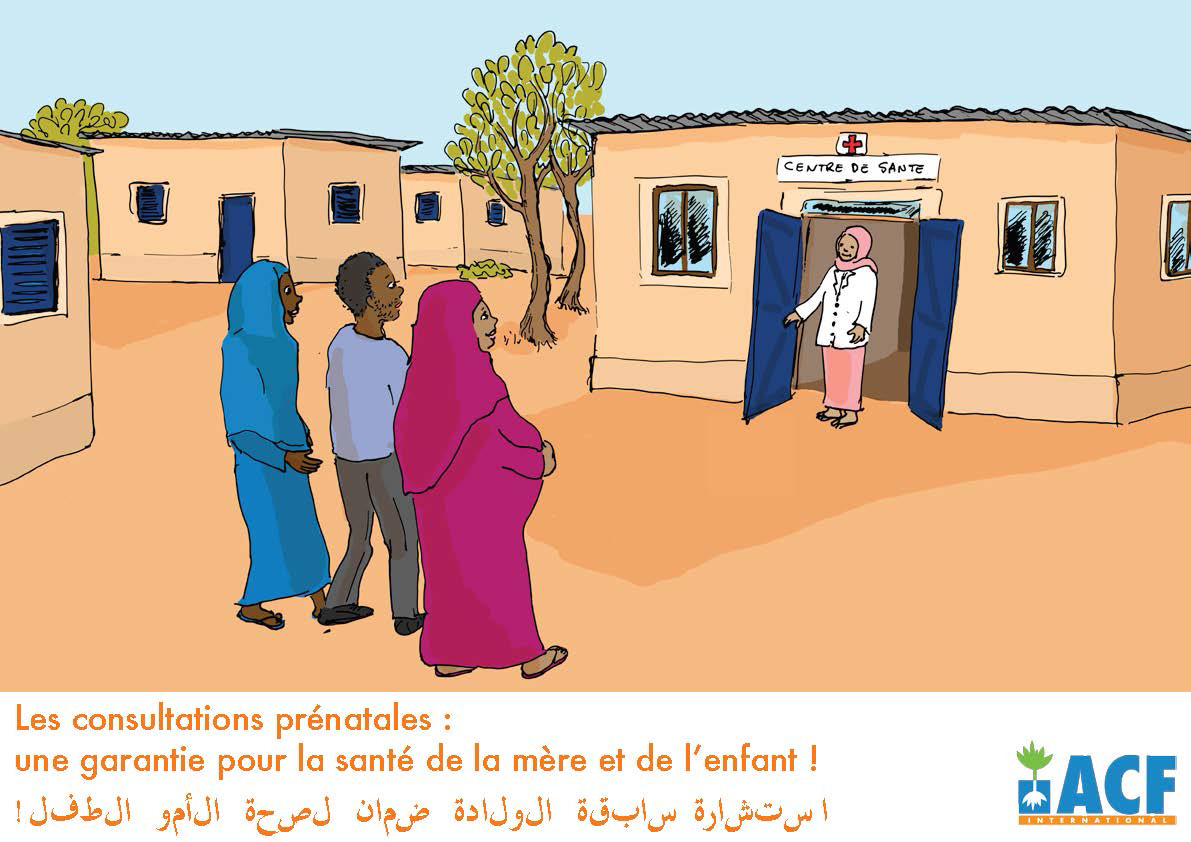 CENTRE DE SANTE
Les consultations prénatales :
une garantie pour la santé de la mère et de l'enfant !
استشارة سابقة الولادة ضمان لصحة الأمو الطفل !
ACF
INTERNATIONAL